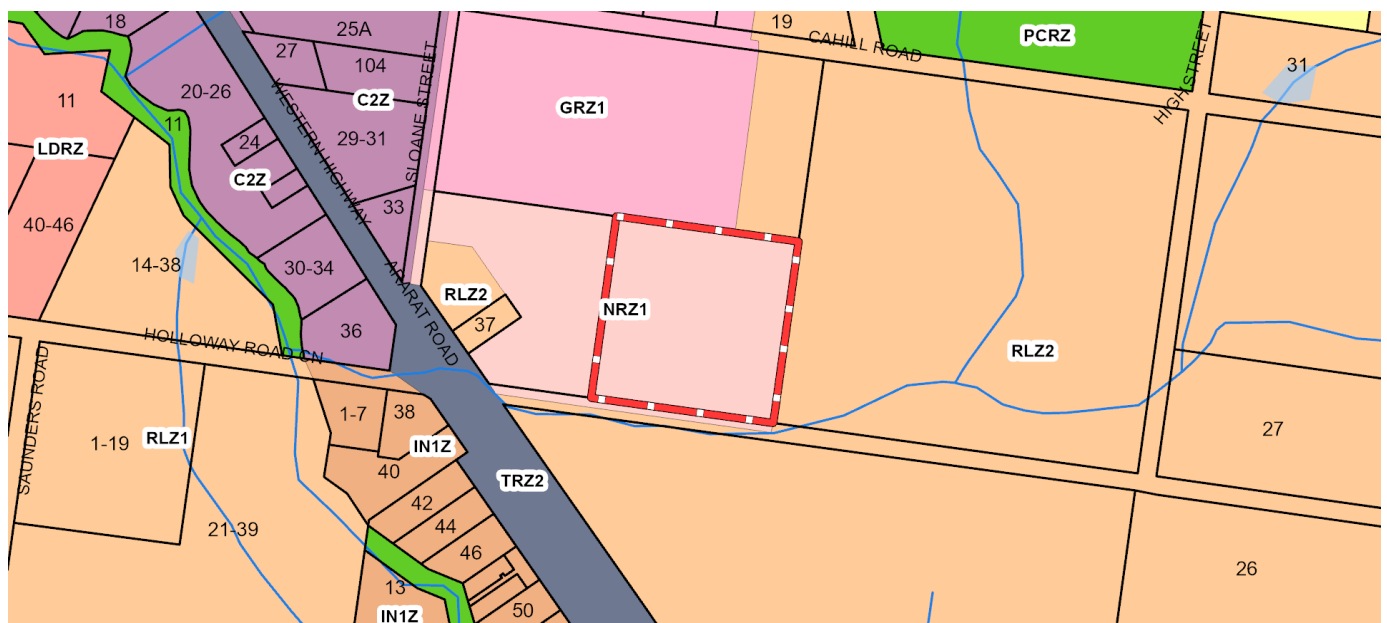 18
25A
19
PCRZ
CAHILL ROAD
HIGH STREET
31
27
104
C2Z
SLOANE STREET
20-26
WESTERN HIGHWAY
GRZ1
11
11
29-31
24
LDRZ
C2Z
33
40-46
14-38
30-34
ARARAT ROAD
RLZ2
NRZ1
37
36
HOLLOWAY ROAD CN
RLZ2
SAUNDERS ROAD
1-7
38
1-19
RLZ1
IN1Z
27
40
TRZ2
42
21-39
44
46
26
13
50
IN1Z